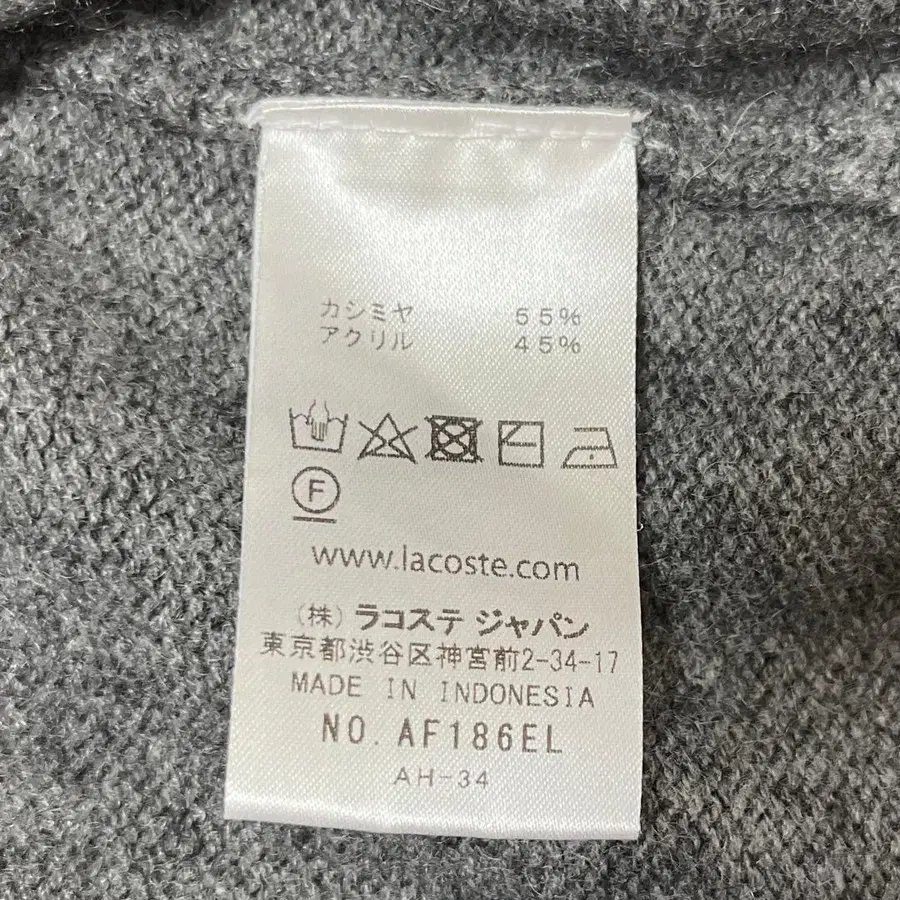 カシミヤ 55%
アクリル 45%
F
www.lacoste.com
(株) ラコステ ジャパン
東京都渋谷区神宮前2-34-17
MADE IN INDONESIA
NO. AF186EL
AH-34